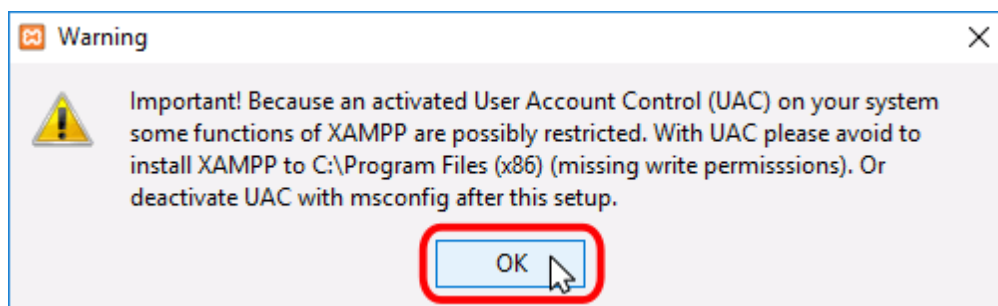 Warning
Important! Because an activated User Account Control (UAC) on your system
some functions of XAMPP are possibly restricted. With UAC please avoid to
install XAMPP to C:\Program Files (x86) (missing write permisssions). Or
deactivate UAC with msconfig after this setup.
OK